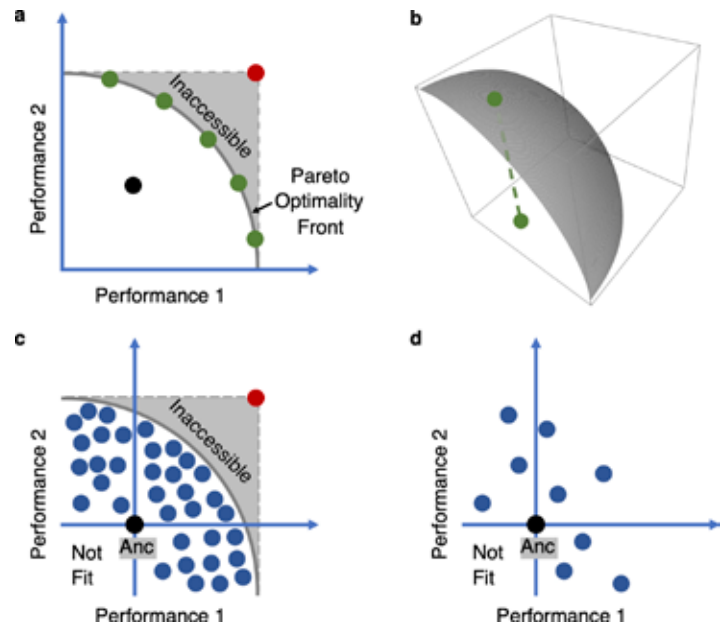 a
Inaccessible
Performance 2
Pareto
Optimality
Front
Performance 1
b
c
Inaccessible
Performance 2
Anc
Not
Fit
Performance 1
d
Performance 2
Anc
Not
Fit
Performance 1